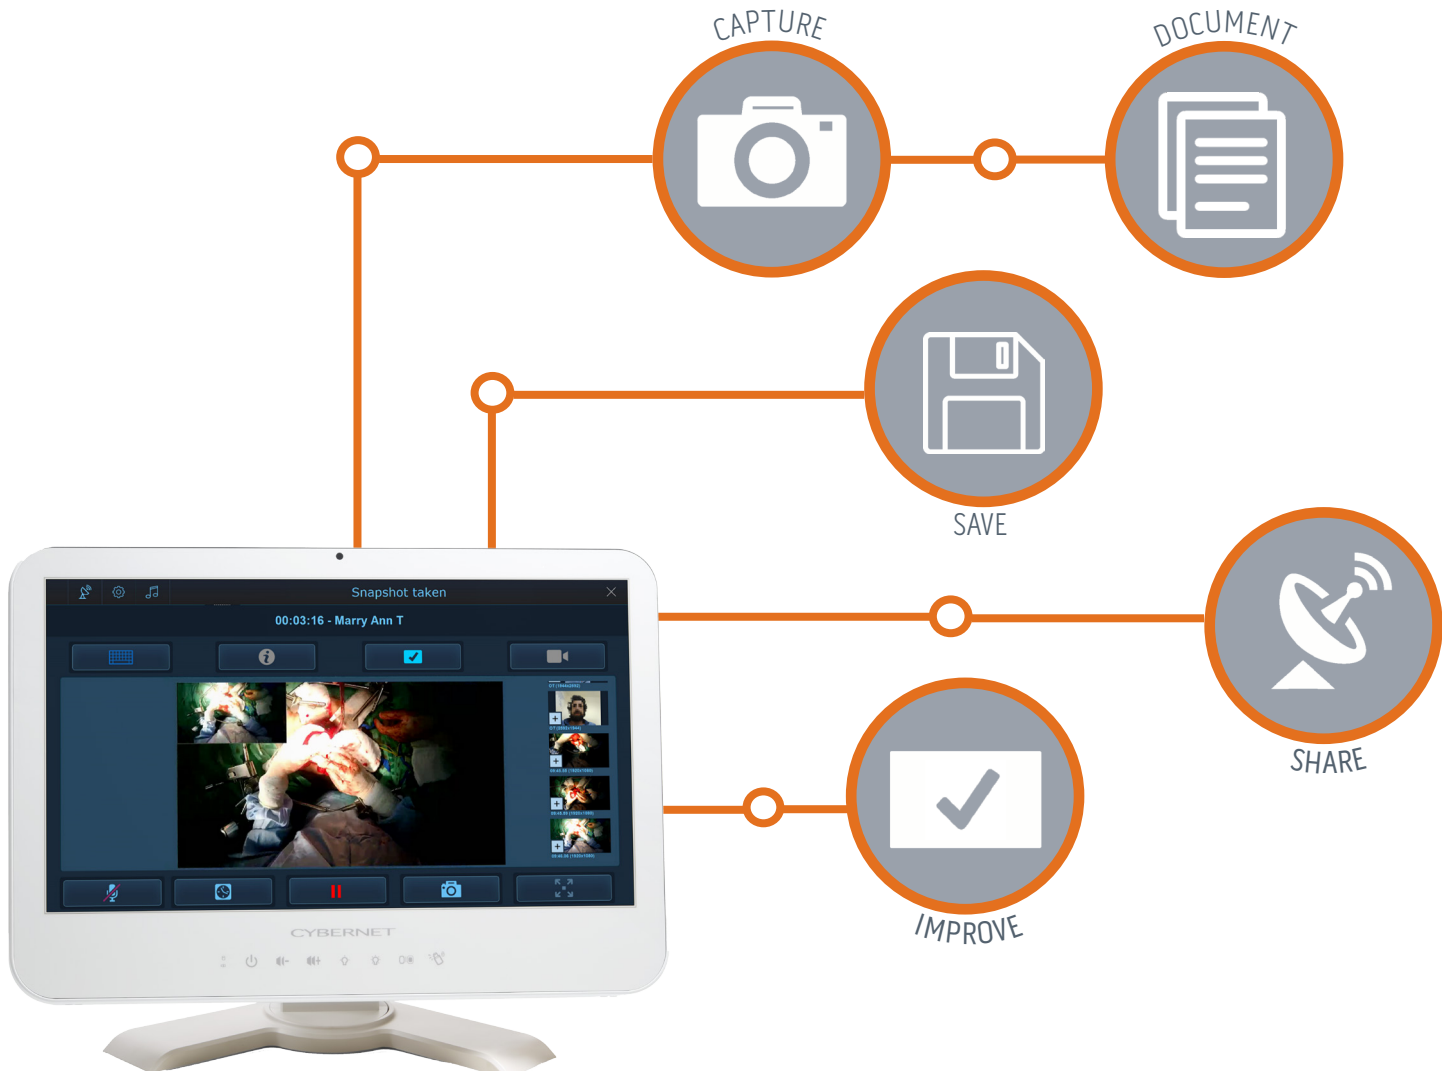 CAPTURE
DOCUMENT
SAVE
SHARE
IMPROVE
Snapshot taken
00:03:16 - Marry Ann T
CYBERNET